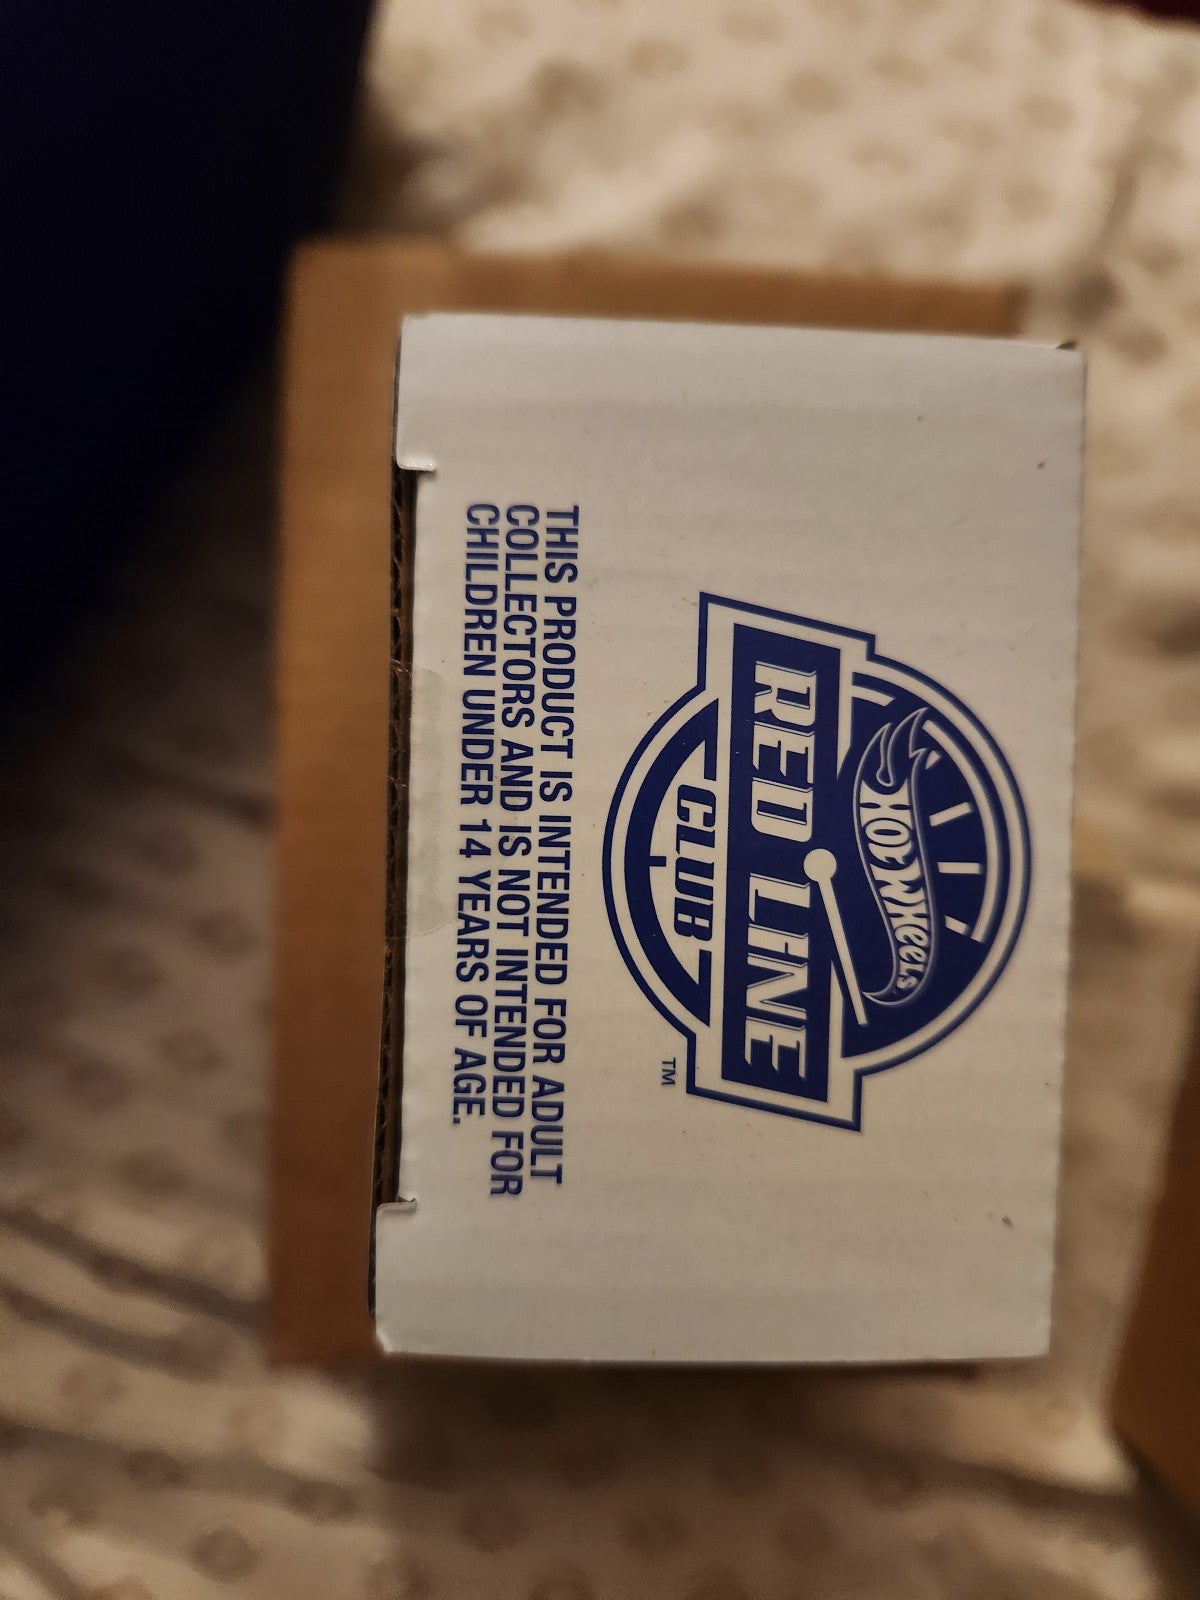 HOT WHEELS
RED LINE
CLUB
TM
THIS PRODUCT IS INTENDED FOR ADULT
COLLECTORS AND IS NOT INTENDED FOR
CHILDREN UNDER 14 YEARS OF AGE.